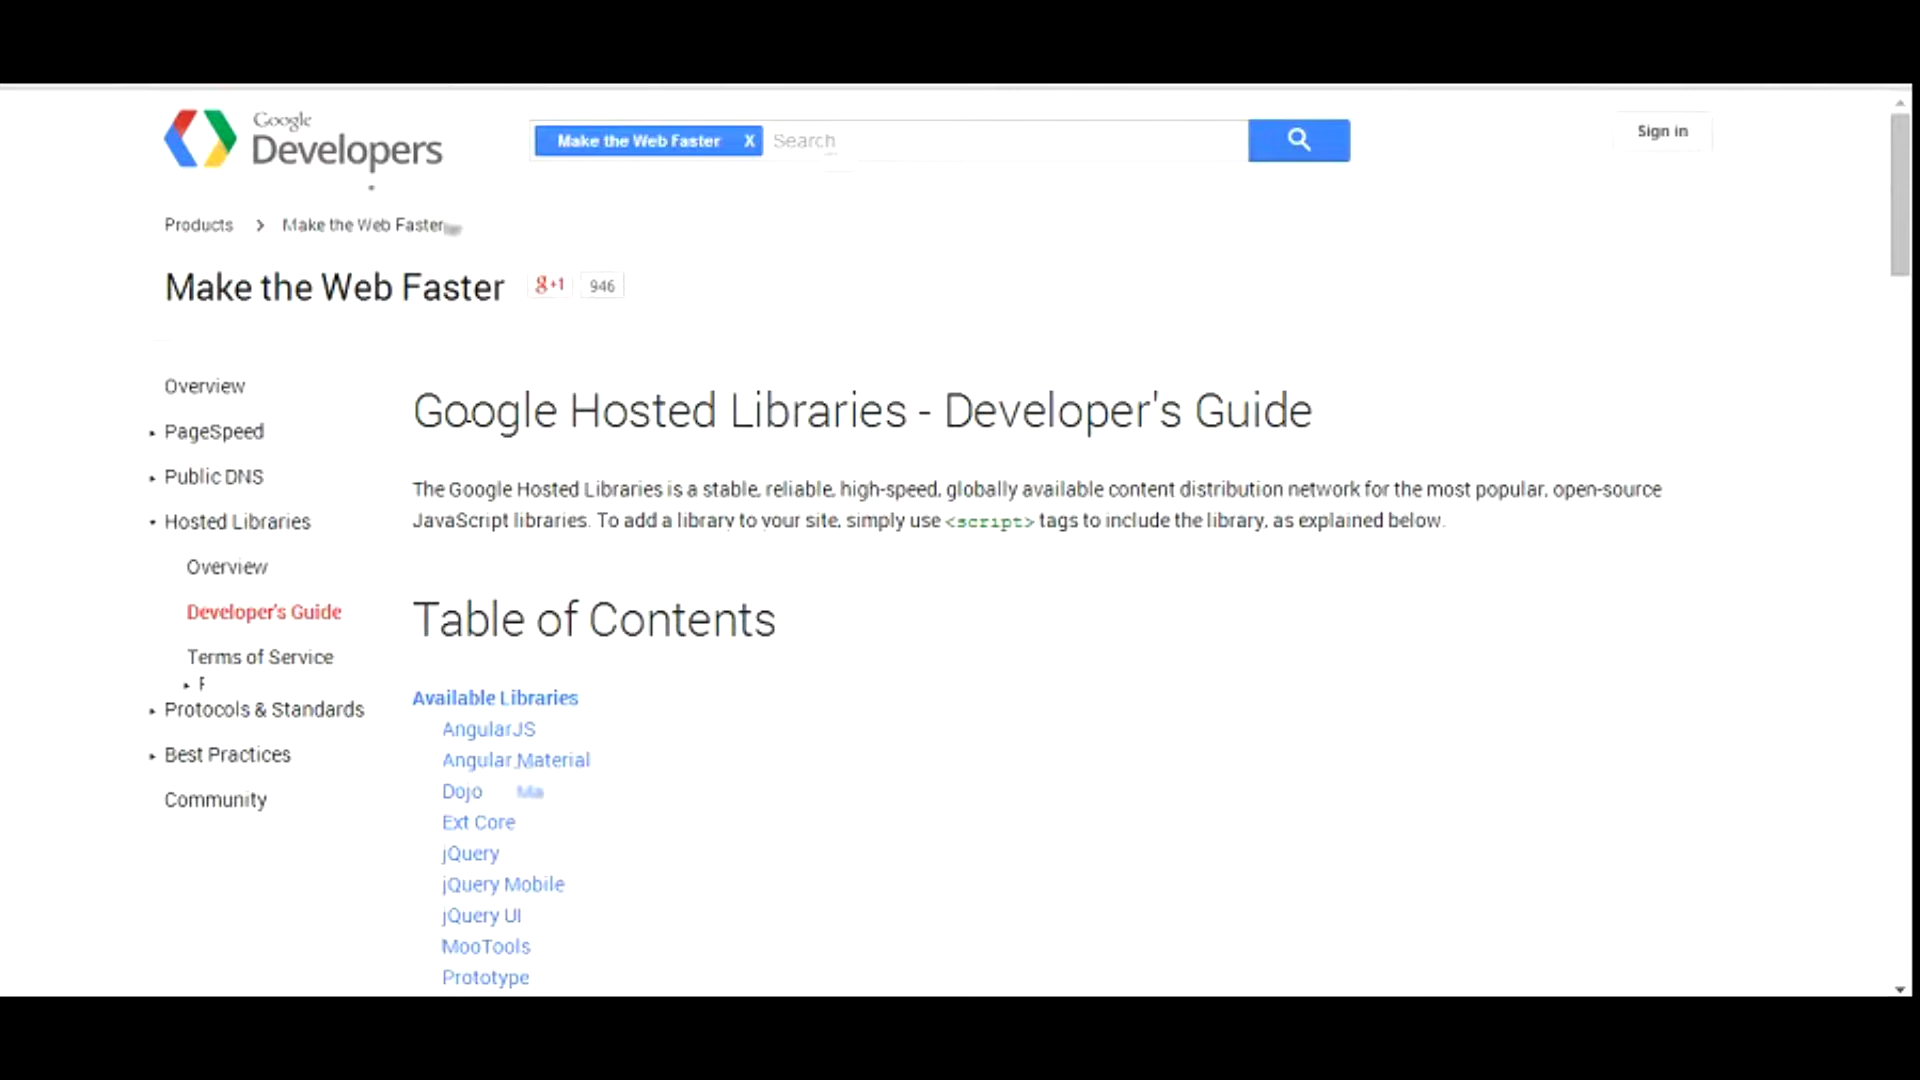 Google
Developers
Make the Web Faster X Search
Sign in
Products > Make the Web Faster
Make the Web Faster
g+1 946
Overview
PageSpeed
Public DNS
Hosted Libraries
Overview
Developer's Guide
Terms of Service
Protocols & Standards
Best Practices
Community
Google Hosted Libraries - Developer's Guide
The Google Hosted Libraries is a stable, reliable, high-speed, globally available content distribution network for the most popular, open-source
JavaScript libraries. To add a library to your site, simply use <script> tags to include the library, as explained below.
Table of Contents
Available Libraries
AngularJS
Angular Material
Dojo
Ext Core
jQuery
jQuery Mobile
jQuery UI
MooTools
Prototype